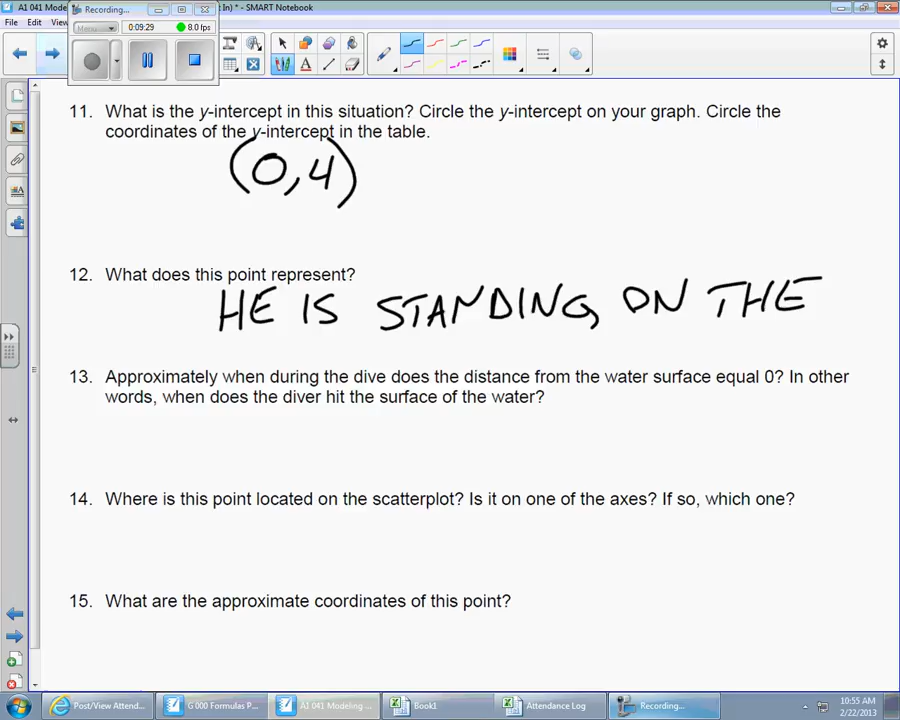 A1 041 Mode
In) * - SMART Notebook
Recording...
File Edit View
Menu
0:09:29
8.0 fps
11. What is the y-intercept in this situation? Circle the y-intercept on your graph. Circle the
coordinates of the y-intercept in the table.
(0,4)
12. What does this point represent?
HE IS STANDING ON THE
13. Approximately when during the dive does the distance from the water surface equal 0? In other
words, when does the diver hit the surface of the water?
14. Where is this point located on the scatterplot? Is it on one of the axes? If so, which one?
15. What are the approximate coordinates of this point?
Post/View Attendanc...
G 000 Formulas P...
A1 041 Modeling ...
Book1
Attendance Log
Recording...
10:55 AM
2/22/2013